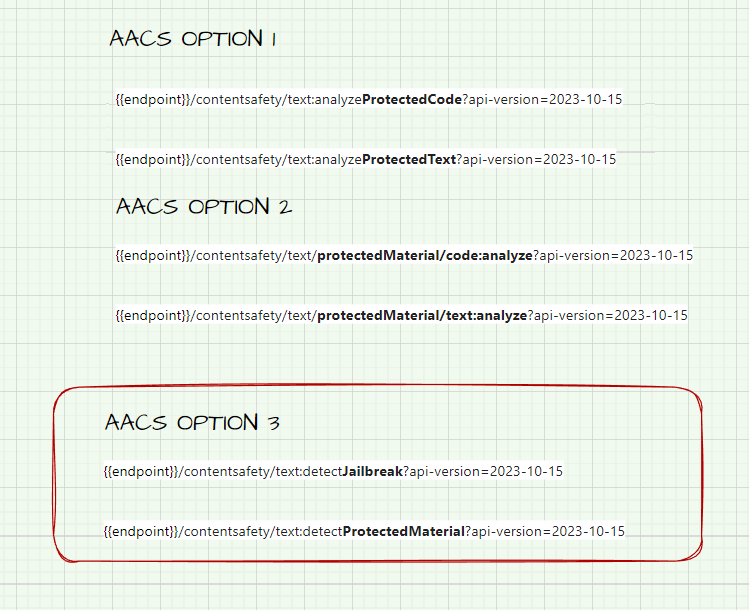 AACS OPTION 1
{{endpoint}}/contentsafety/text:analyzeProtectedCode?api-version=2023-10-15
{{endpoint}}/contentsafety/text:analyzeProtectedText?api-version=2023-10-15
AACS OPTION 2
{{endpoint}}/contentsafety/text/protectedMaterial/code:analyze?api-version=2023-10-15
{{endpoint}}/contentsafety/text/protectedMaterial/text:analyze?api-version=2023-10-15
AACS OPTION 3
{{endpoint}}/contentsafety/text:detectJailbreak?api-version=2023-10-15
{{endpoint}}/contentsafety/text:detectProtectedMaterial?api-version=2023-10-15